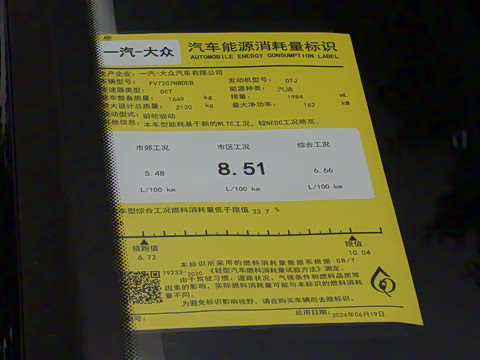 一汽-大众
汽车能源消耗量标识
AUTOMOBILE ENERGY CONSUMPTION LABEL
生产企业: 一汽-大众汽车有限公司
车辆型号: FV7207NBDEB 发动机型号: DTJ
变速器类型: DCT 能源种类: 汽油
整车整备质量: 1649 kg 排量: 1984 mL
最大设计总质量: 2130 kg 最大净功率: 162 kW
驱动型式: 前轮驱动
其他信息: 本车型能耗基于新的WLTC工况, 较NEDC工况略高。
市郊工况 市区工况 综合工况
5.48 8.51 6.66
L/100 km L/100 km L/100 km
车型综合工况燃料消耗量低于限值 33.7 %
领跑值 限值
6.73 10.04
本标识所采用的燃料消耗量数据系根据 GB/T
19233-2020 《轻型汽车燃料消耗量试验方法》测定。
由于驾驶习惯、道路状况、气候条件和燃料品质等
因素的影响, 实际燃料消耗量可能与本标识的燃料消耗
量不同。
为避免标识影响视野, 请在购买车辆后去除标识。
号: 启用日期: 2024年06月19日